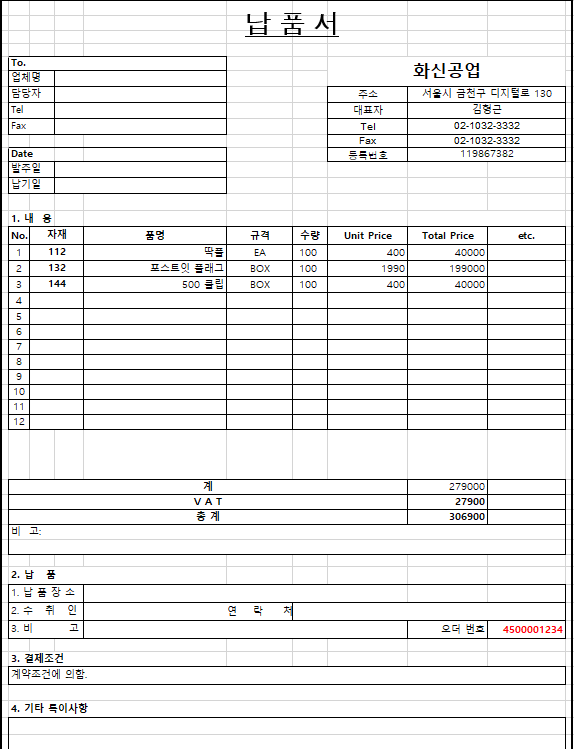 납 품 서
To.
업체명
담당자
Tel
Fax
화신공업
주소 서울시 금천구 디지털로 130
대표자 김형근
Tel 02-1032-3332
Fax 02-1032-3332
등록번호 119867382
Date
발주일
납기일
1. 내 용
No. 자재 품명 규격 수량 Unit Price Total Price etc.
1 112 딱풀 EA 100 400 40000
2 132 포스트잇 플래그 BOX 100 1990 199000
3 144 500 클립 BOX 100 400 40000
4
5
6
7
8
9
10
11
12
계 279000
V A T 27900
총 계 306900
비 고:
2. 납 품
1. 납 품 장 소
2. 수 취 인 연 락 처
3. 비 고 오더 번호 4500001234
3. 결제조건
계약조건에 의함.
4. 기타 특이사항